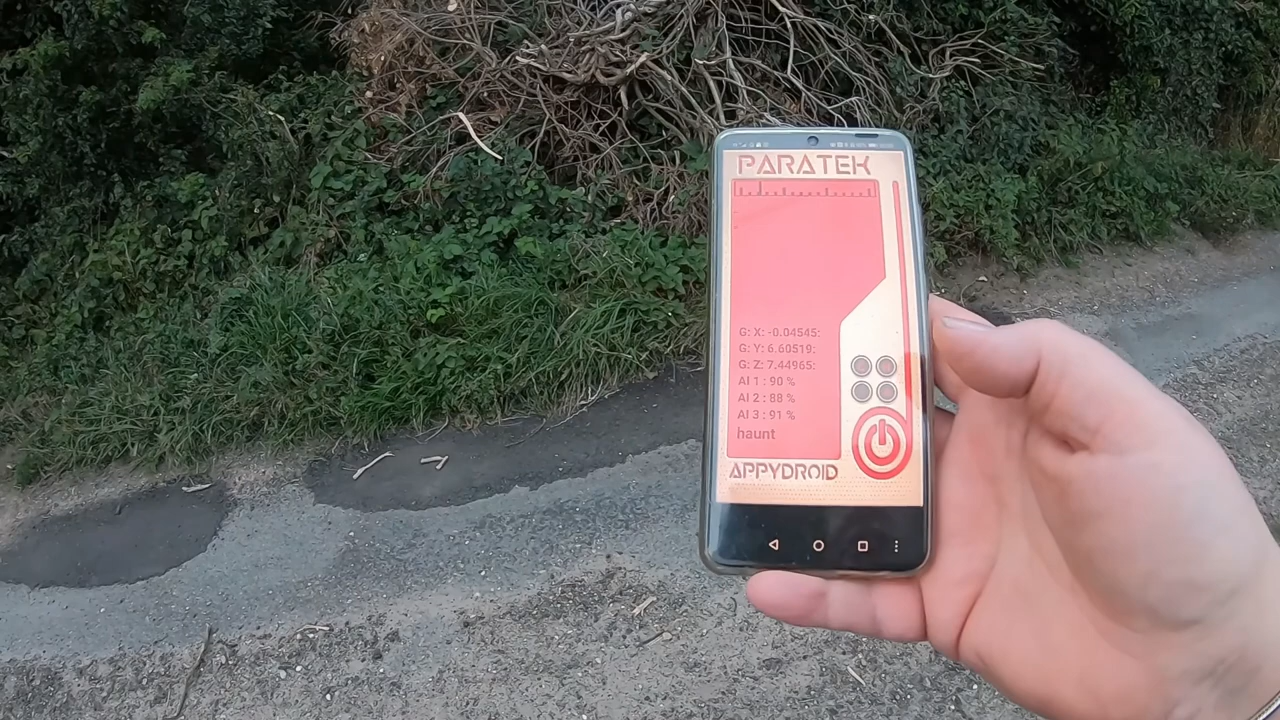 PARATEK
G: X: -0.04545:
G: Y: 6.60519:
G: Z: 7.44965:
AI 1 : 90 %
AI 2 : 88 %
AI 3 : 91 %
haunt
APPYDROID